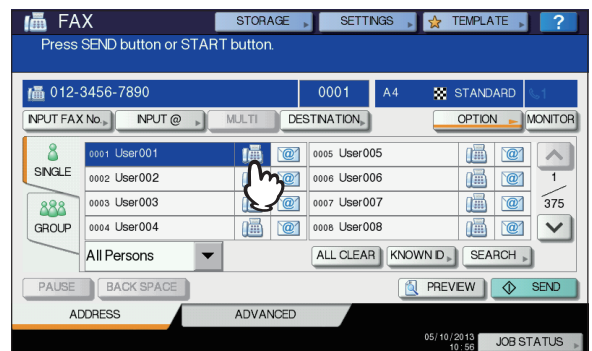 FAX STORAGE SETTINGS TEMPLATE ?
Press SEND button or START button.
012-3456-7890 0001 A4 STANDARD 1
INPUT FAX No. INPUT @ MULTI DESTINATION OPTION MONITOR
SINGLE
GROUP
0001 User001 @ 0005 User005 @
0002 User002 @ 0006 User006 @
0003 User003 @ 0007 User007 @
0004 User004 @ 0008 User008 @
1
375
All Persons ALL CLEAR KNOWN ID SEARCH
PAUSE BACK SPACE PREVIEW SEND
ADDRESS ADVANCED
05/10/2013
10:56 JOB STATUS